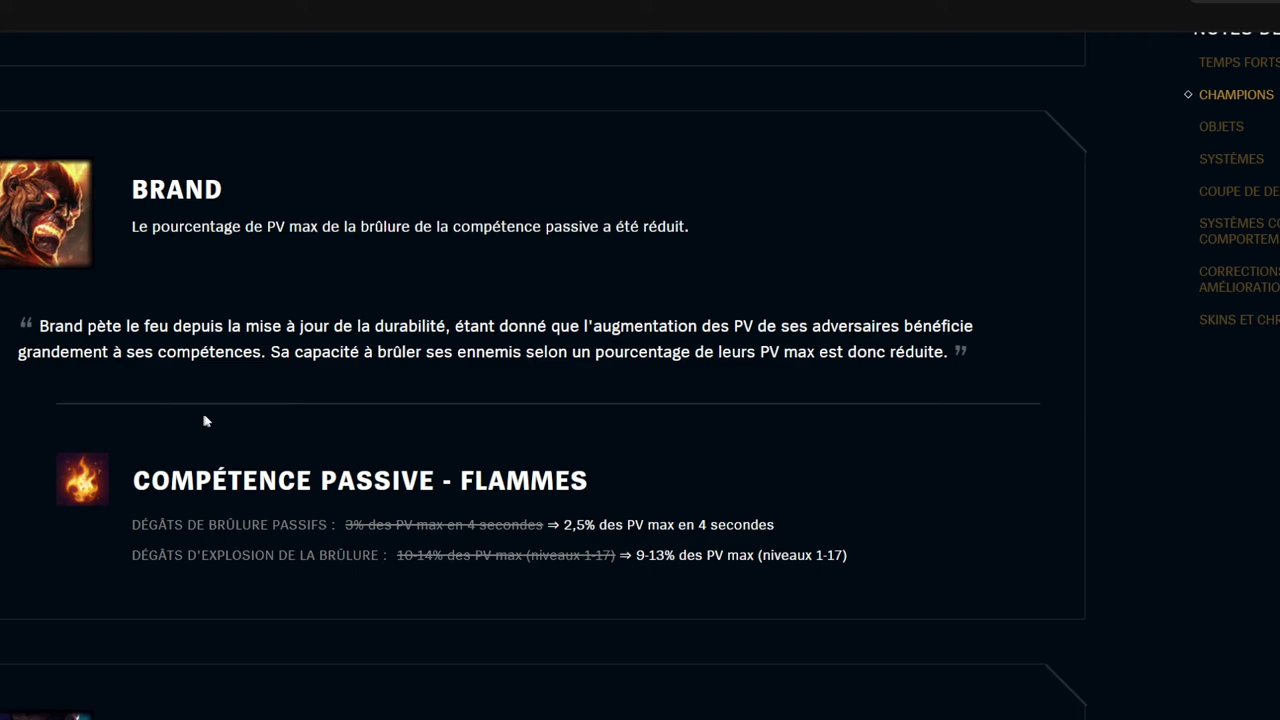 TEMPS FORTS
CHAMPIONS
OBJETS
SYSTÈMES
COUPE DE DE
SYSTÈMES CO
COMPORTEM
CORRECTIONS
AMÉLIORATIO
SKINS ET CHR
BRAND
Le pourcentage de PV max de la brûlure de la compétence passive a été réduit.
“ Brand pète le feu depuis la mise à jour de la durabilité, étant donné que l'augmentation des PV de ses adversaires bénéficie
grandement à ses compétences. Sa capacité à brûler ses ennemis selon un pourcentage de leurs PV max est donc réduite. ”
COMPÉTENCE PASSIVE - FLAMMES
DÉGÂTS DE BRÛLURE PASSIFS : 3% des PV max en 4 secondes ⇒ 2,5% des PV max en 4 secondes
DÉGÂTS D'EXPLOSION DE LA BRÛLURE : 10-14% des PV max (niveaux 1-17) ⇒ 9-13% des PV max (niveaux 1-17)